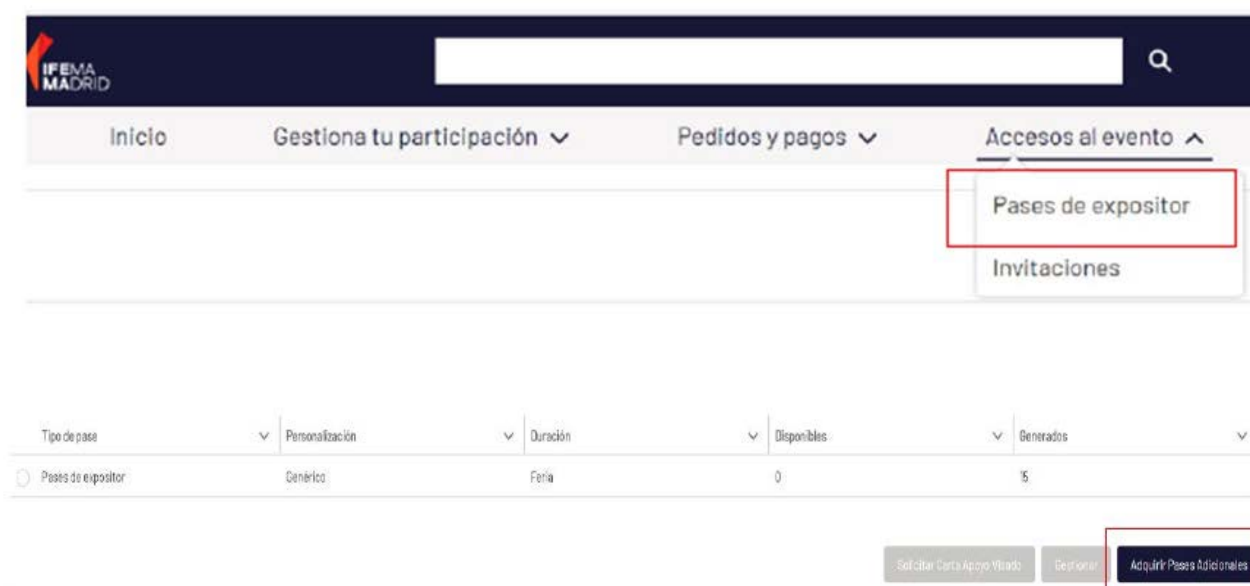 IFEMA
MADRID
Inicio Gestiona tu participación Pedidos y pagos Accesos al evento
Pases de expositor
Invitaciones
Tipo de pase Personalización Duración Disponibles Generados
Pases de expositor Genérico Feria 0 15
Solicitar Carta Apoyo Visado Gestionar Adquirir Pases Adicionales